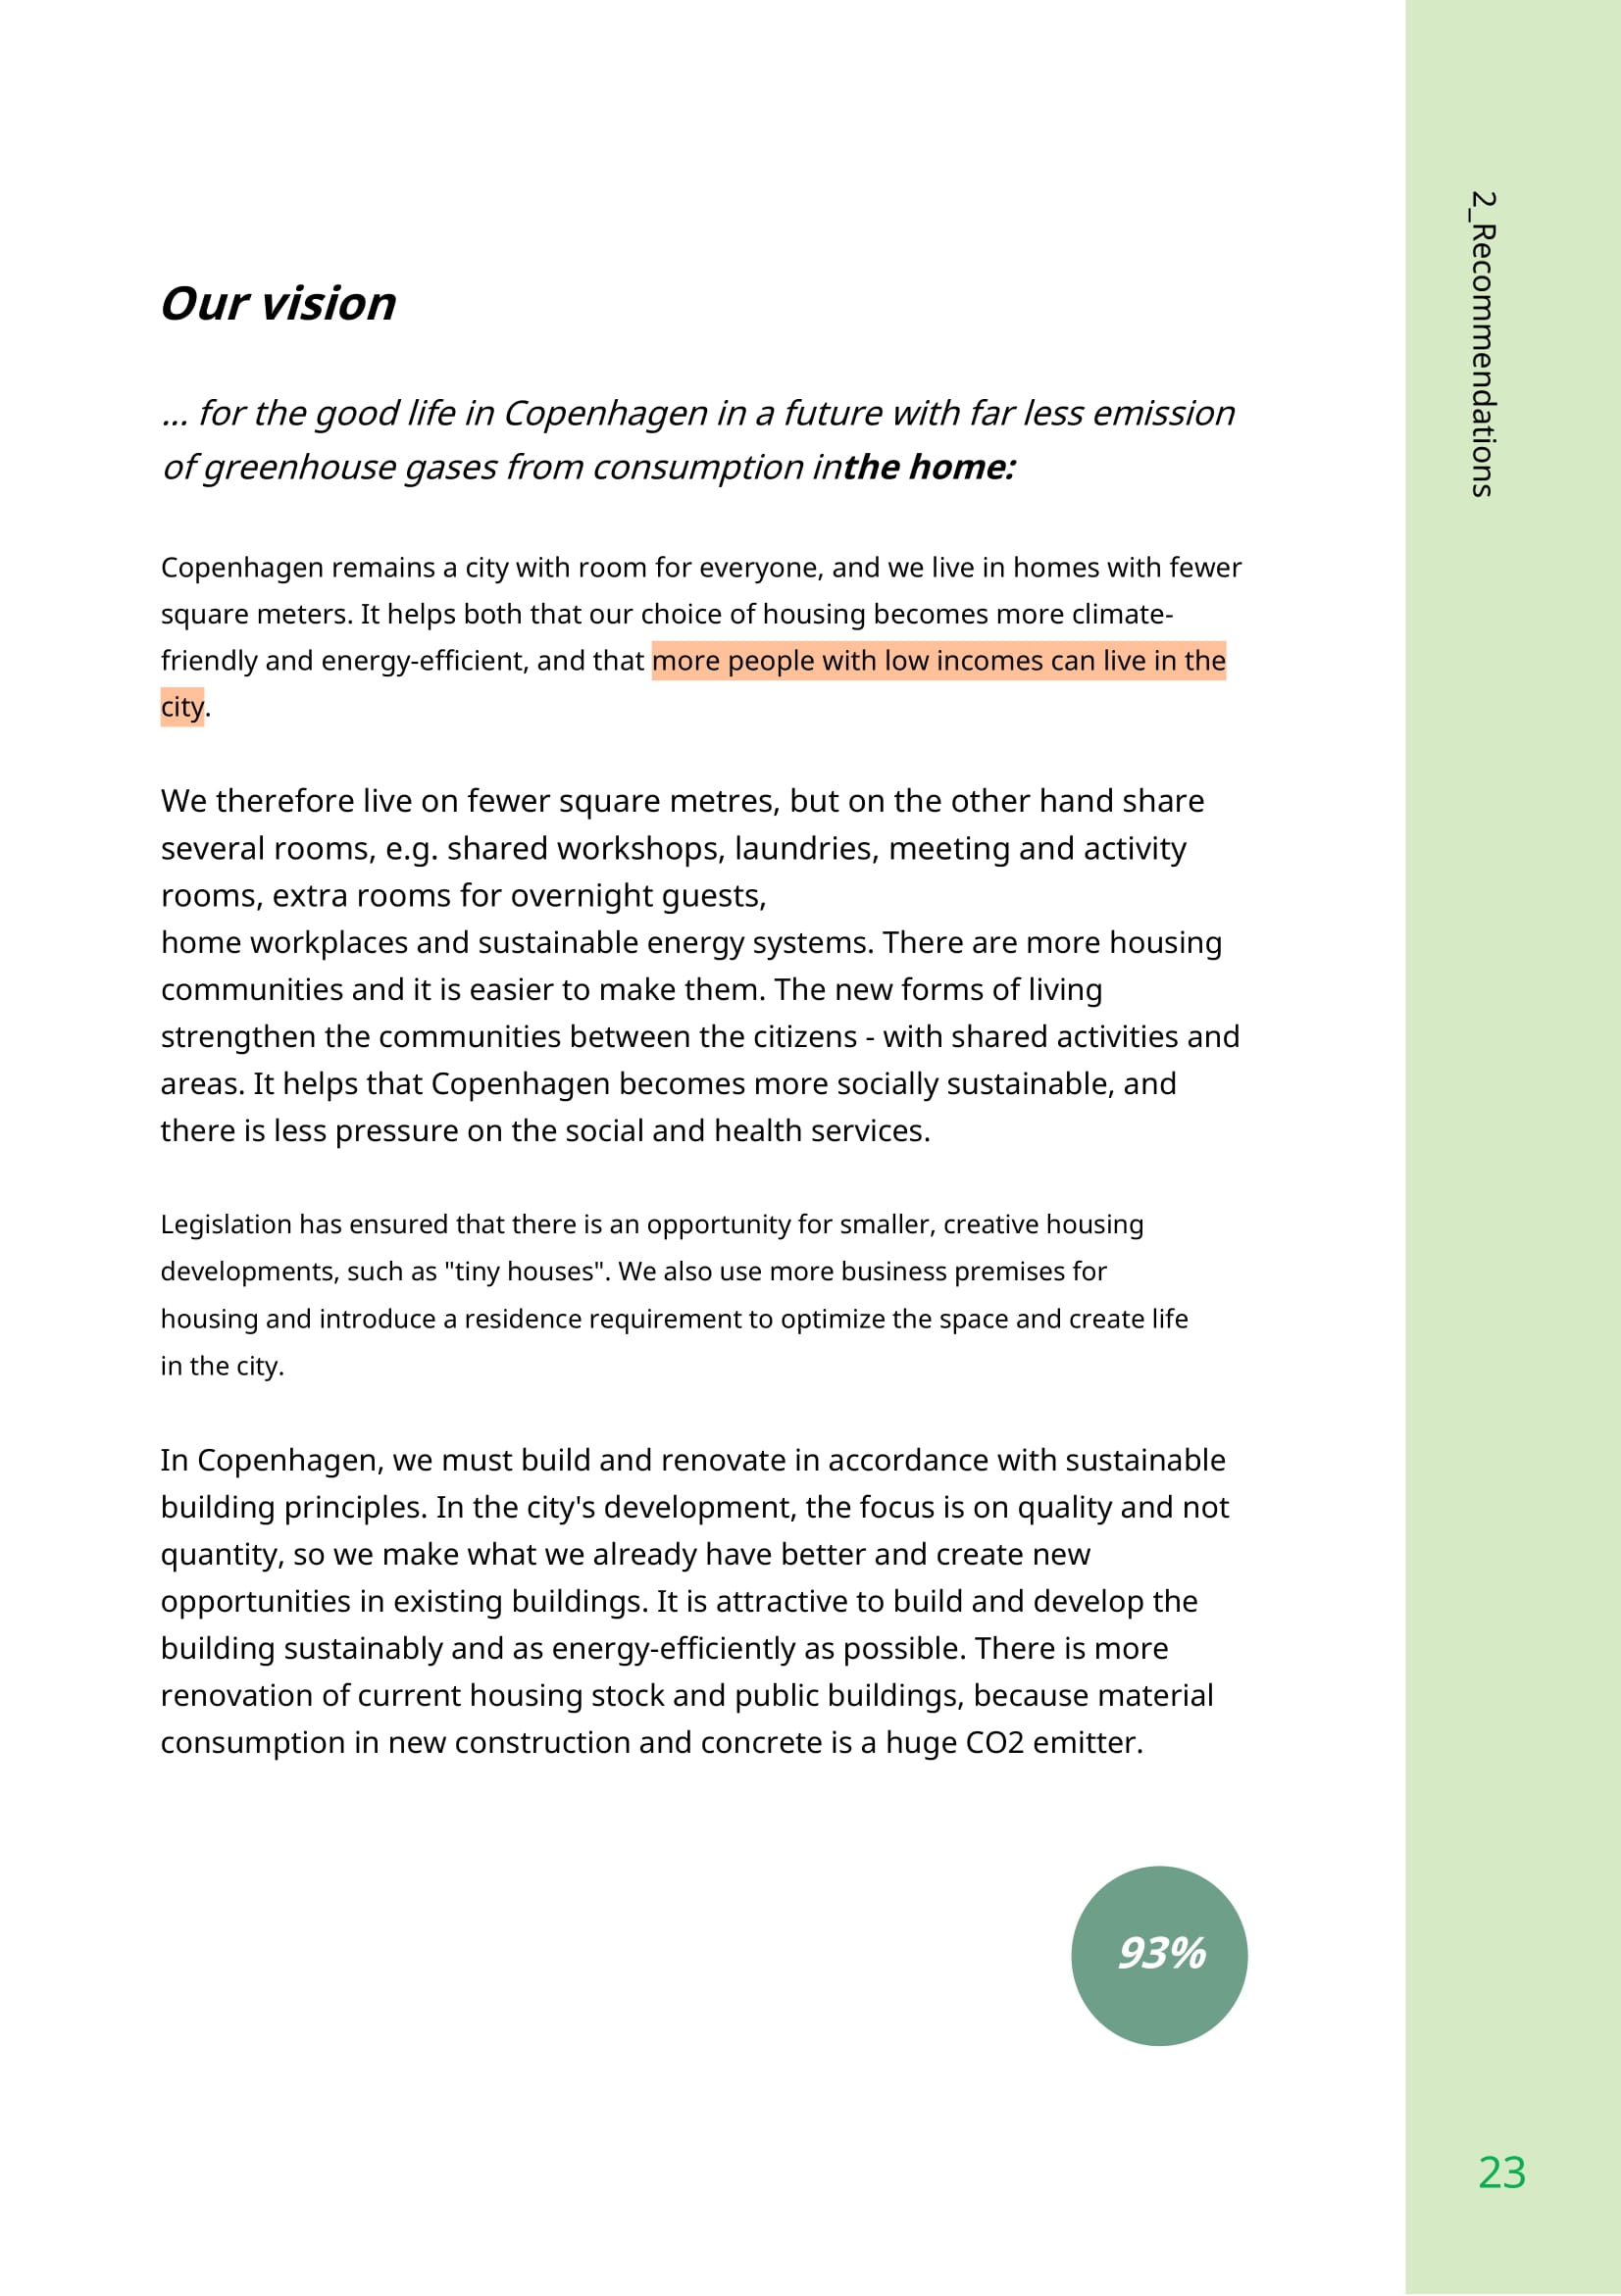 2_Recommendations
Our vision
... for the good life in Copenhagen in a future with far less emission
of greenhouse gases from consumption inthe home:
Copenhagen remains a city with room for everyone, and we live in homes with fewer
square meters. It helps both that our choice of housing becomes more climate-
friendly and energy-efficient, and that more people with low incomes can live in the
city.
We therefore live on fewer square metres, but on the other hand share
several rooms, e.g. shared workshops, laundries, meeting and activity
rooms, extra rooms for overnight guests,
home workplaces and sustainable energy systems. There are more housing
communities and it is easier to make them. The new forms of living
strengthen the communities between the citizens - with shared activities and
areas. It helps that Copenhagen becomes more socially sustainable, and
there is less pressure on the social and health services.
Legislation has ensured that there is an opportunity for smaller, creative housing
developments, such as "tiny houses". We also use more business premises for
housing and introduce a residence requirement to optimize the space and create life
in the city.
In Copenhagen, we must build and renovate in accordance with sustainable
building principles. In the city's development, the focus is on quality and not
quantity, so we make what we already have better and create new
opportunities in existing buildings. It is attractive to build and develop the
building sustainably and as energy-efficiently as possible. There is more
renovation of current housing stock and public buildings, because material
consumption in new construction and concrete is a huge CO2 emitter.
93%
23